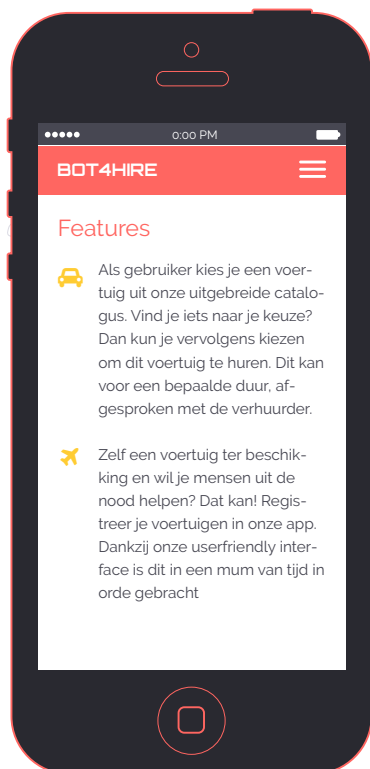 0:00 PM
BOT4HIRE
Features
Als gebruiker kies je een voer-
tuig uit onze uitgebreide catalo-
gus. Vind je iets naar je keuze?
Dan kun je vervolgens kiezen
om dit voertuig te huren. Dit kan
voor een bepaalde duur, af-
gesproken met de verhuurder.
Zelf een voertuig ter beschik-
king en wil je mensen uit de
nood helpen? Dat kan! Regis-
treer je voertuigen in onze app.
Dankzij onze userfriendly inter-
face is dit in een mum van tijd in
orde gebracht